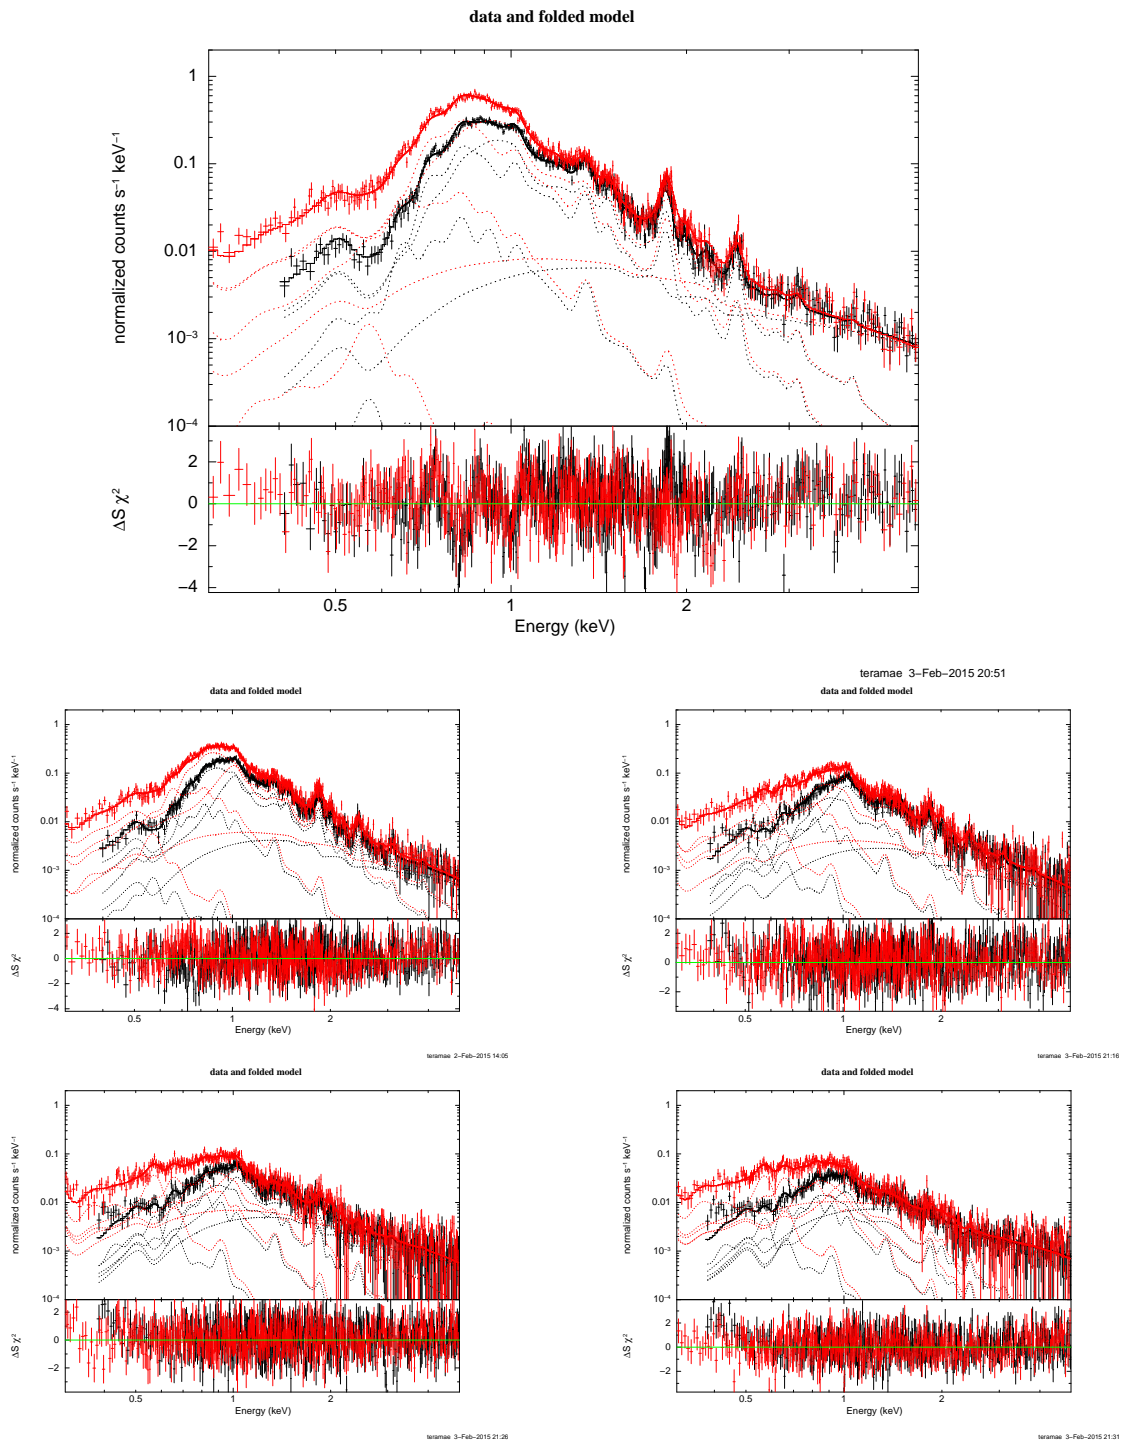 data and folded model
1
0.1
0.01
10−3
10−4
normalized counts s−1 keV−1
2
0
−2
−4
ΔS χ2
0.5 1 2
Energy (keV)
teramae 3−Feb−2015 20:51
data and folded model
1
0.1
0.01
10−3
10−4
normalized counts s−1 keV−1
2
0
−2
−4
ΔS χ2
0.5 1 2
Energy (keV)
teramae 2−Feb−2015 14:05
data and folded model
1
0.1
0.01
10−3
10−4
normalized counts s−1 keV−1
2
0
−2
ΔS χ2
0.5 1 2
Energy (keV)
teramae 3−Feb−2015 21:16
data and folded model
1
0.1
0.01
10−3
10−4
normalized counts s−1 keV−1
2
0
−2
ΔS χ2
0.5 1 2
Energy (keV)
teramae 3−Feb−2015 21:26
data and folded model
1
0.1
0.01
10−3
10−4
normalized counts s−1 keV−1
2
0
−2
ΔS χ2
0.5 1 2
Energy (keV)
teramae 3−Feb−2015 21:31